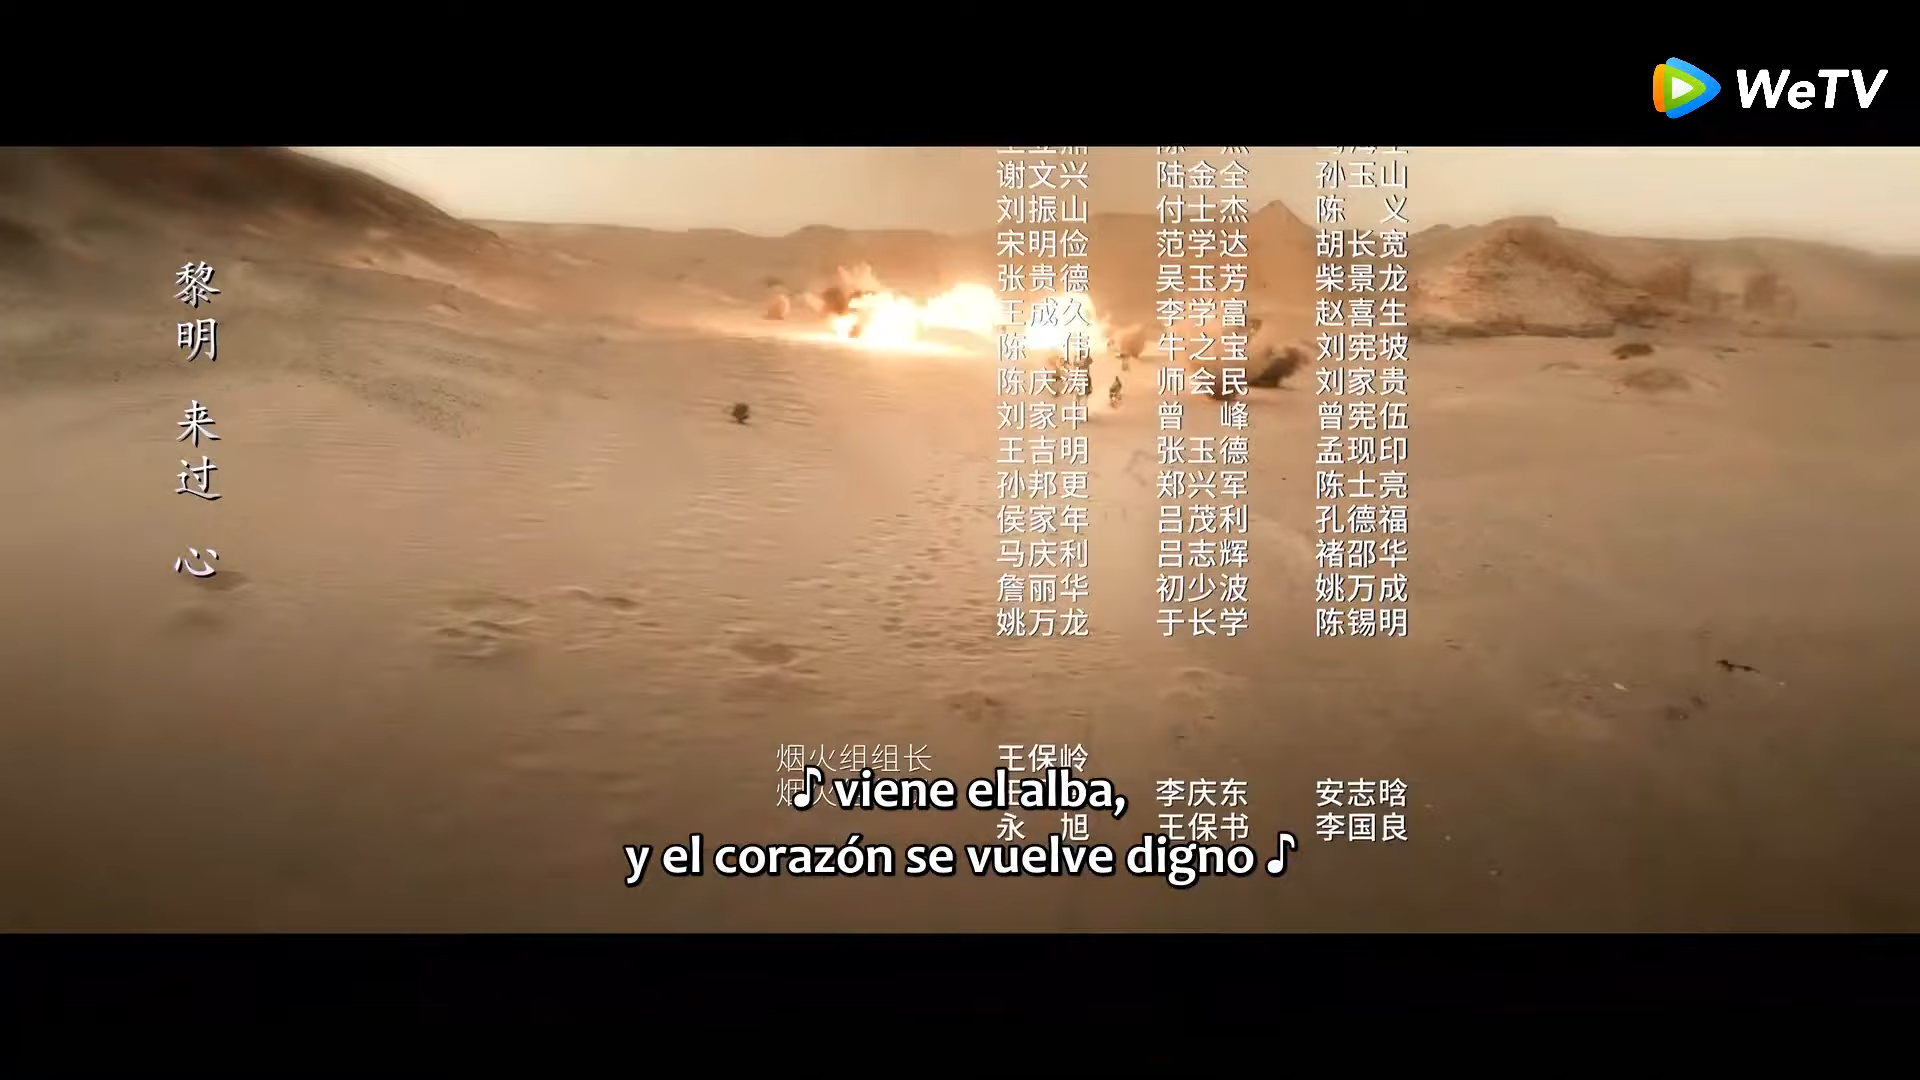 WeTV
黎明 来过 心
谢文兴 陆金全 孙玉山
刘振山 付士杰 陈 义
宋明俭 范学达 胡长宽
张贵德 吴玉芳 柴景龙
王成久 李学富 赵喜生
陈 伟 牛之宝 刘宪坡
陈庆涛 师会民 刘家贵
刘家中 曾 峰 曾宪伍
王吉明 张玉德 孟现印
孙邦更 郑兴军 陈士亮
侯家年 吕茂利 孔德福
马庆利 吕志辉 褚邵华
詹丽华 初少波 姚万成
姚万龙 于长学 陈锡明
烟火组组长 王保岭
李庆东 安志晗
永 旭 王保书 李国良
♪ viene el alba,
y el corazón se vuelve digno ♪